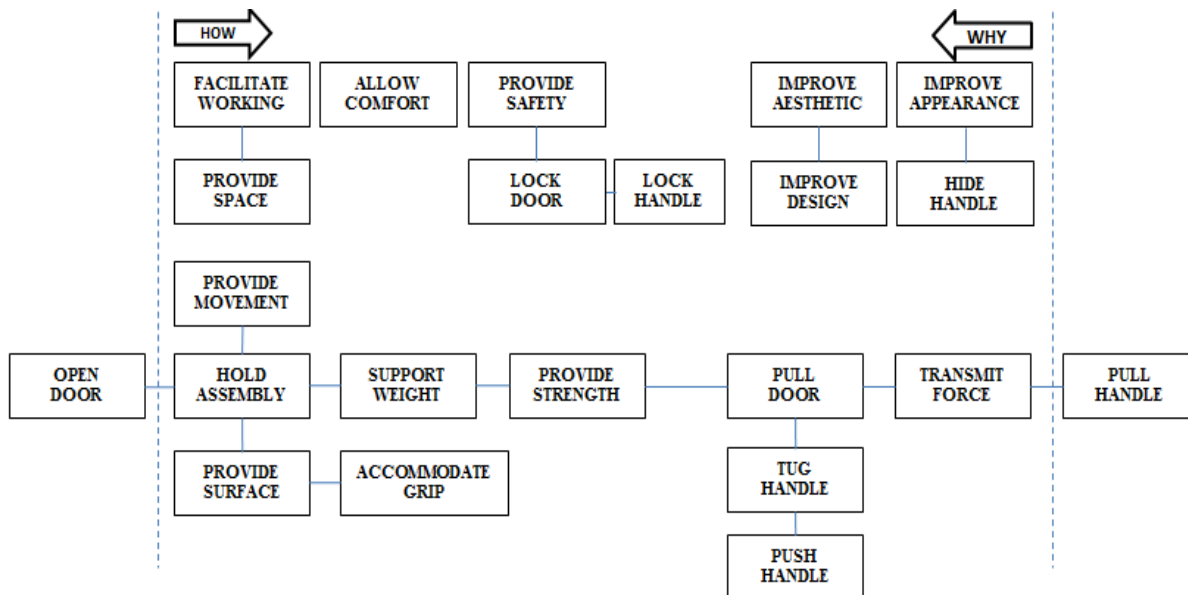 HOW
WHY
FACILITATE
WORKING
ALLOW
COMFORT
PROVIDE
SAFETY
IMPROVE
AESTHETIC
IMPROVE
APPEARANCE
PROVIDE
SPACE
LOCK
DOOR
LOCK
HANDLE
IMPROVE
DESIGN
HIDE
HANDLE
PROVIDE
MOVEMENT
OPEN
DOOR
HOLD
ASSEMBLY
SUPPORT
WEIGHT
PROVIDE
STRENGTH
PULL
DOOR
TRANSMIT
FORCE
PULL
HANDLE
PROVIDE
SURFACE
ACCOMMODATE
GRIP
TUG
HANDLE
PUSH
HANDLE